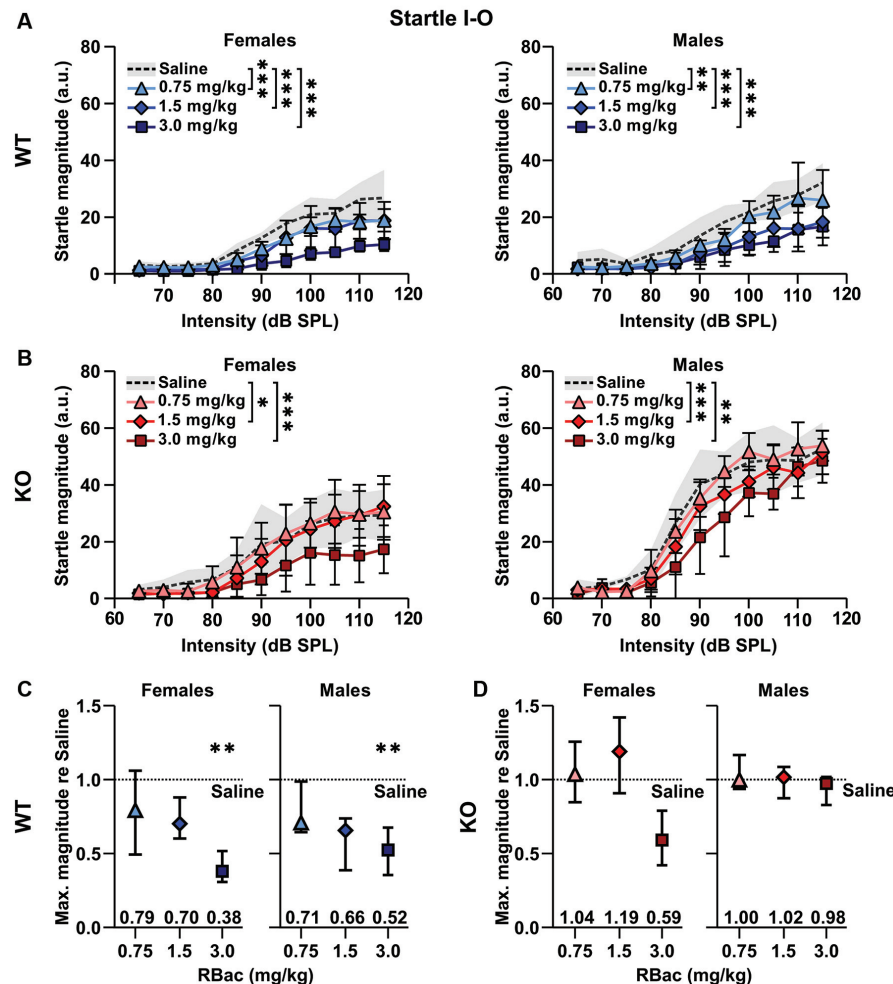 Startle I-O
A
Females
Males
WT
Startle magnitude (a.u.)
80
60
40
20
0
Saline
0.75 mg/kg
1.5 mg/kg
3.0 mg/kg
***
***
***
60 70 80 90 100 110 120
Intensity (dB SPL)
Startle magnitude (a.u.)
80
60
40
20
0
Saline
0.75 mg/kg
1.5 mg/kg
3.0 mg/kg
**
***
***
60 70 80 90 100 110 120
Intensity (dB SPL)
B
Females
Males
KO
Startle magnitude (a.u.)
80
60
40
20
0
Saline
0.75 mg/kg
1.5 mg/kg
3.0 mg/kg
*
***
60 70 80 90 100 110 120
Intensity (dB SPL)
Startle magnitude (a.u.)
80
60
40
20
0
Saline
0.75 mg/kg
1.5 mg/kg
3.0 mg/kg
***
**
60 70 80 90 100 110 120
Intensity (dB SPL)
C
Females
Males
WT
Max. magnitude re Saline
1.5
1.0
0.5
0.0
**
Saline
0.79 0.70 0.38
0.75 1.5 3.0
**
Saline
0.71 0.66 0.52
0.75 1.5 3.0
RBac (mg/kg)
D
Females
Males
KO
Max. magnitude re Saline
1.5
1.0
0.5
0.0
Saline
1.04 1.19 0.59
0.75 1.5 3.0
Saline
1.00 1.02 0.98
0.75 1.5 3.0
RBac (mg/kg)